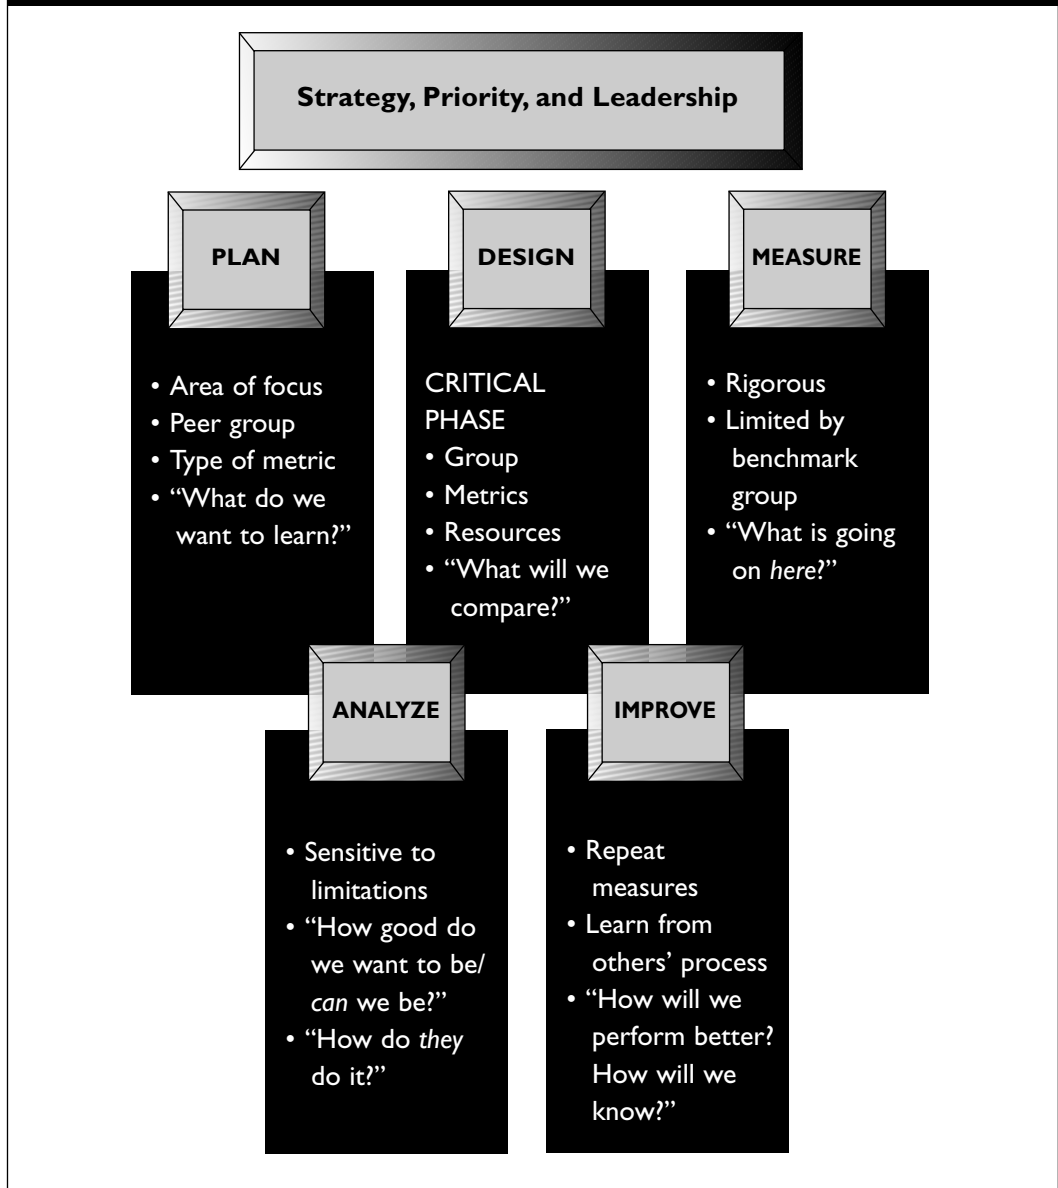 Strategy, Priority, and Leadership
PLAN
• Area of focus
• Peer group
• Type of metric
• “What do we
want to learn?”
DESIGN
CRITICAL
PHASE
• Group
• Metrics
• Resources
• “What will we
compare?”
MEASURE
• Rigorous
• Limited by
benchmark
group
• “What is going
on here?”
ANALYZE
• Sensitive to
limitations
• “How good do
we want to be/
can we be?”
• “How do they
do it?”
IMPROVE
• Repeat
measures
• Learn from
others’ process
• “How will we
perform better?
How will we
know?”